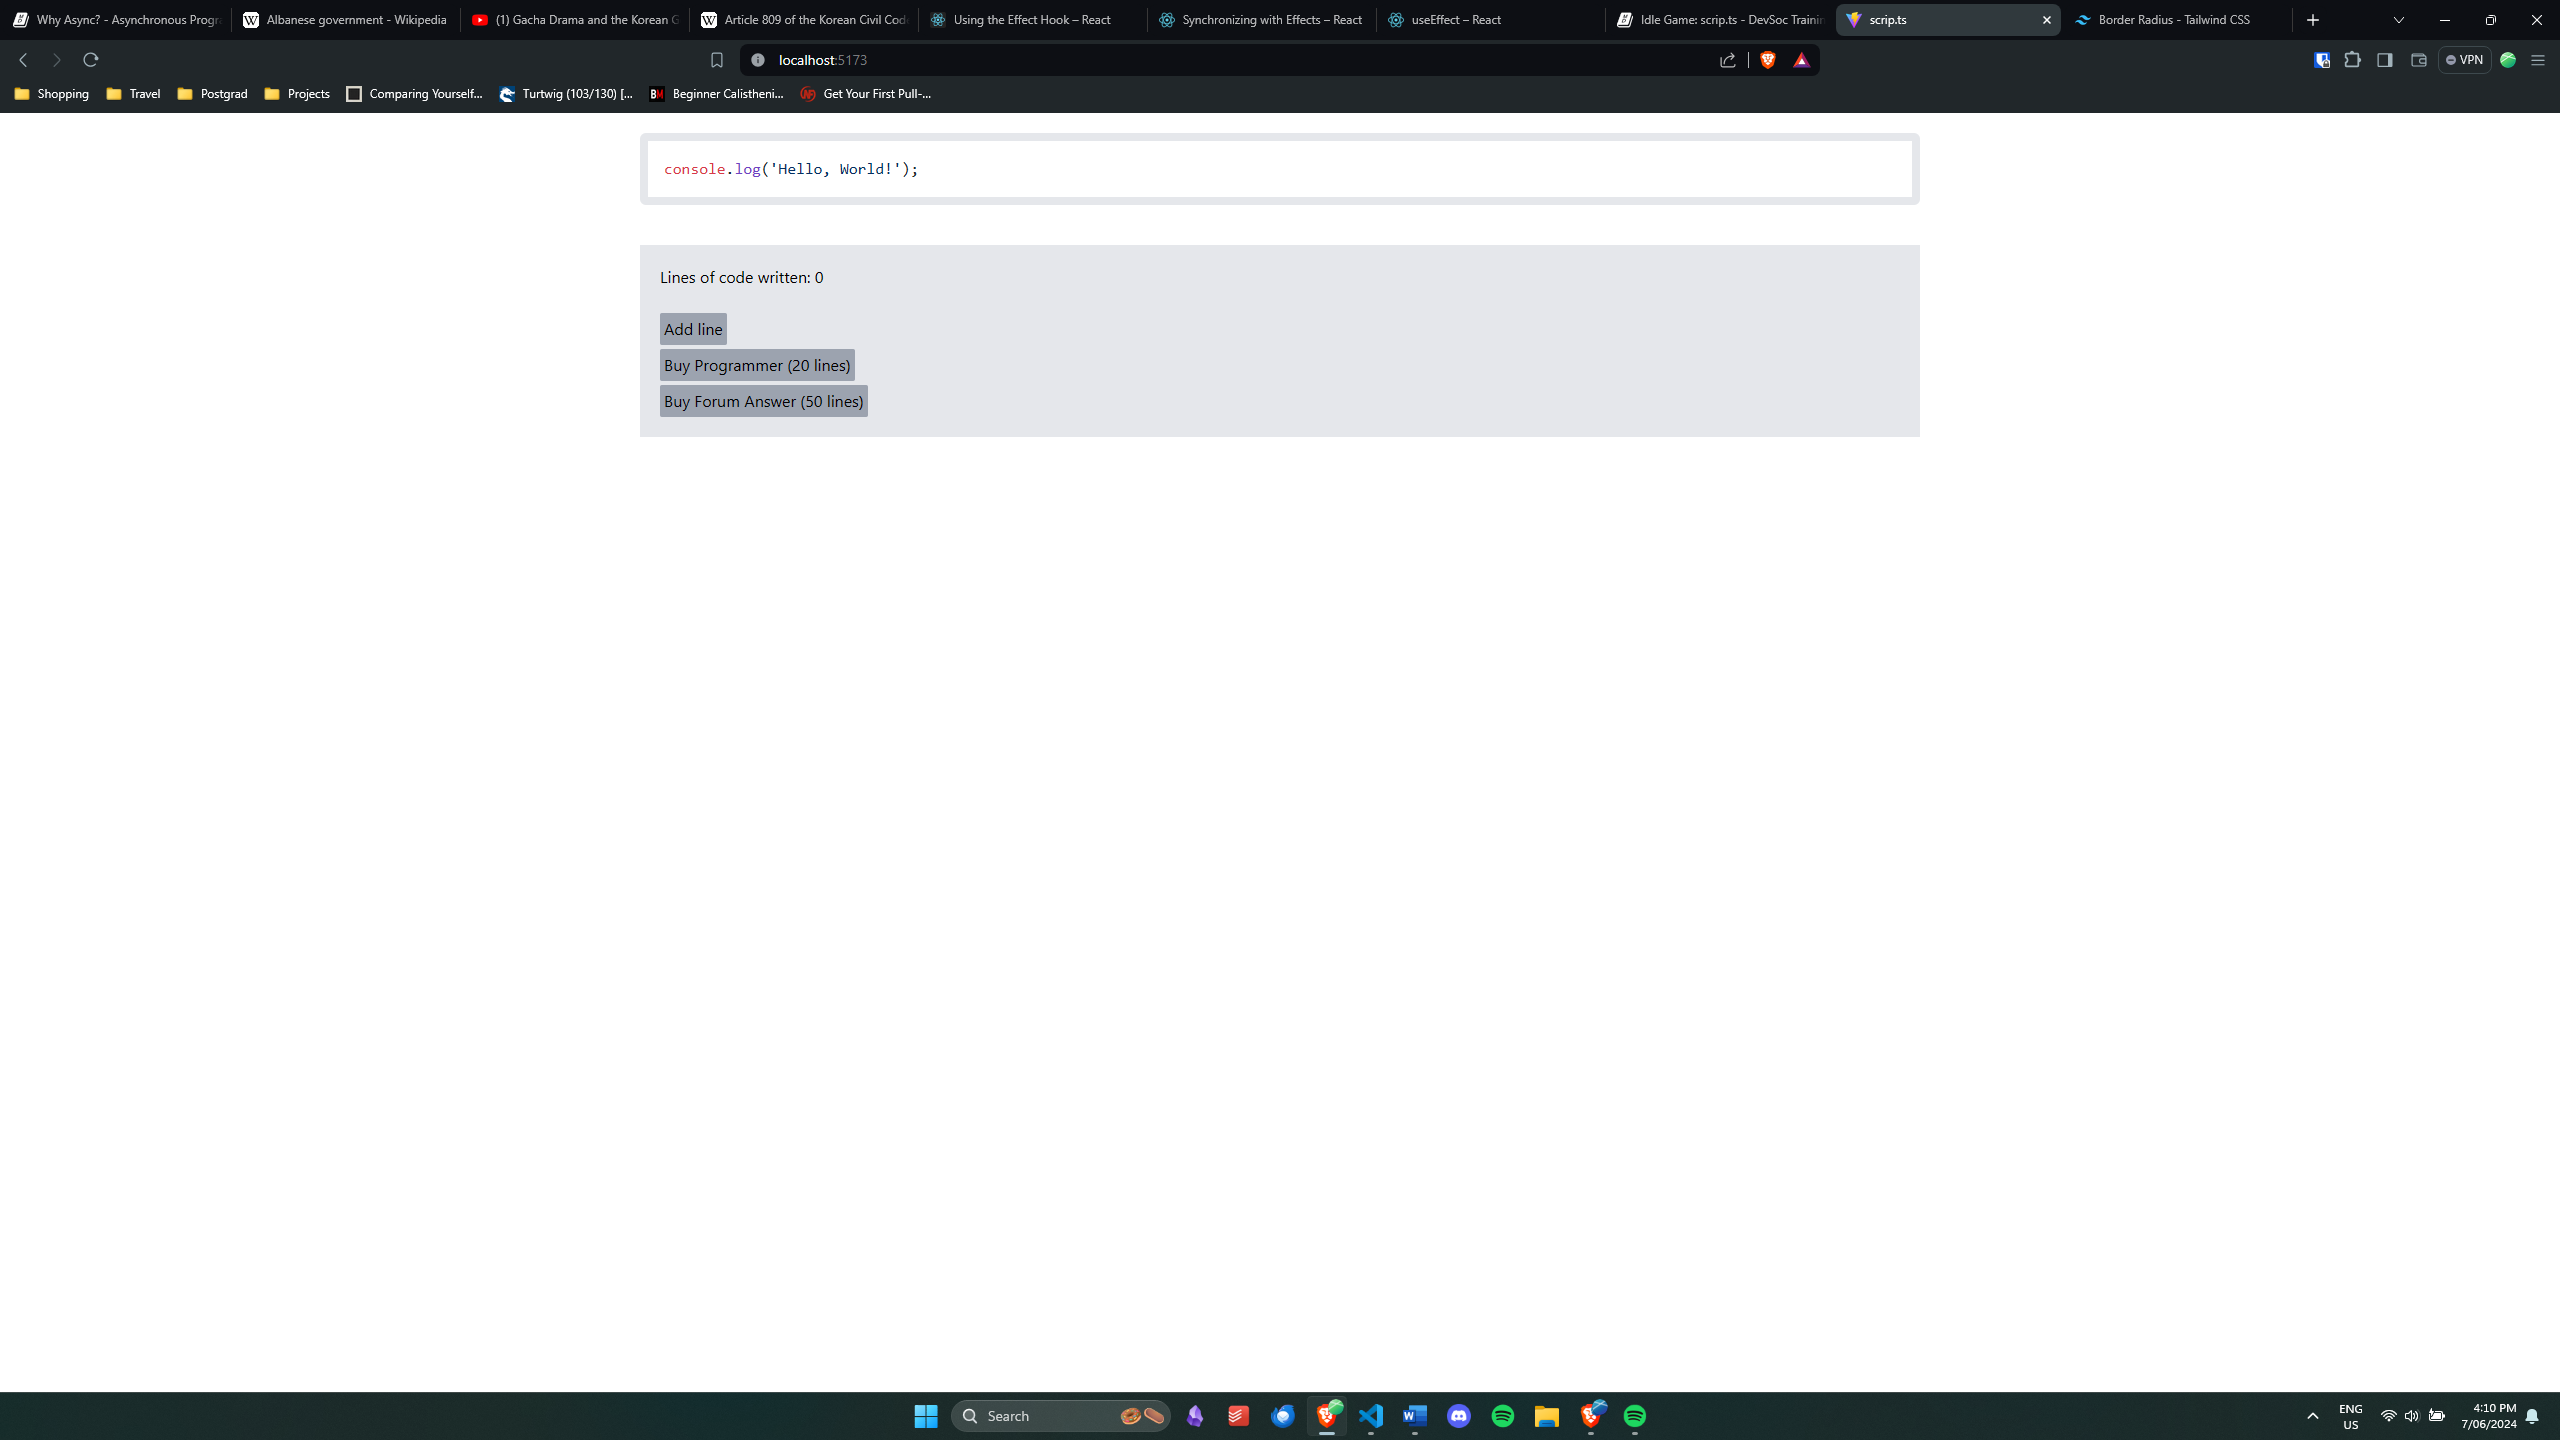 Why Async? - Asynchronous Progra
Albanese government - Wikipedia
(1) Gacha Drama and the Korean G
Article 809 of the Korean Civil Cod
Using the Effect Hook – React
Synchronizing with Effects – React
useEffect – React
Idle Game: scrip.ts - DevSoc Trainin
scrip.ts
Border Radius - Tailwind CSS
localhost:5173
VPN
Shopping
Travel
Postgrad
Projects
Comparing Yourself...
Turtwig (103/130) [...
BM
Beginner Calistheni...
Get Your First Pull-...
console.log('Hello, World!');
Lines of code written: 0
Add line
Buy Programmer (20 lines)
Buy Forum Answer (50 lines)
Search
ENG
US
4:10 PM
7/06/2024